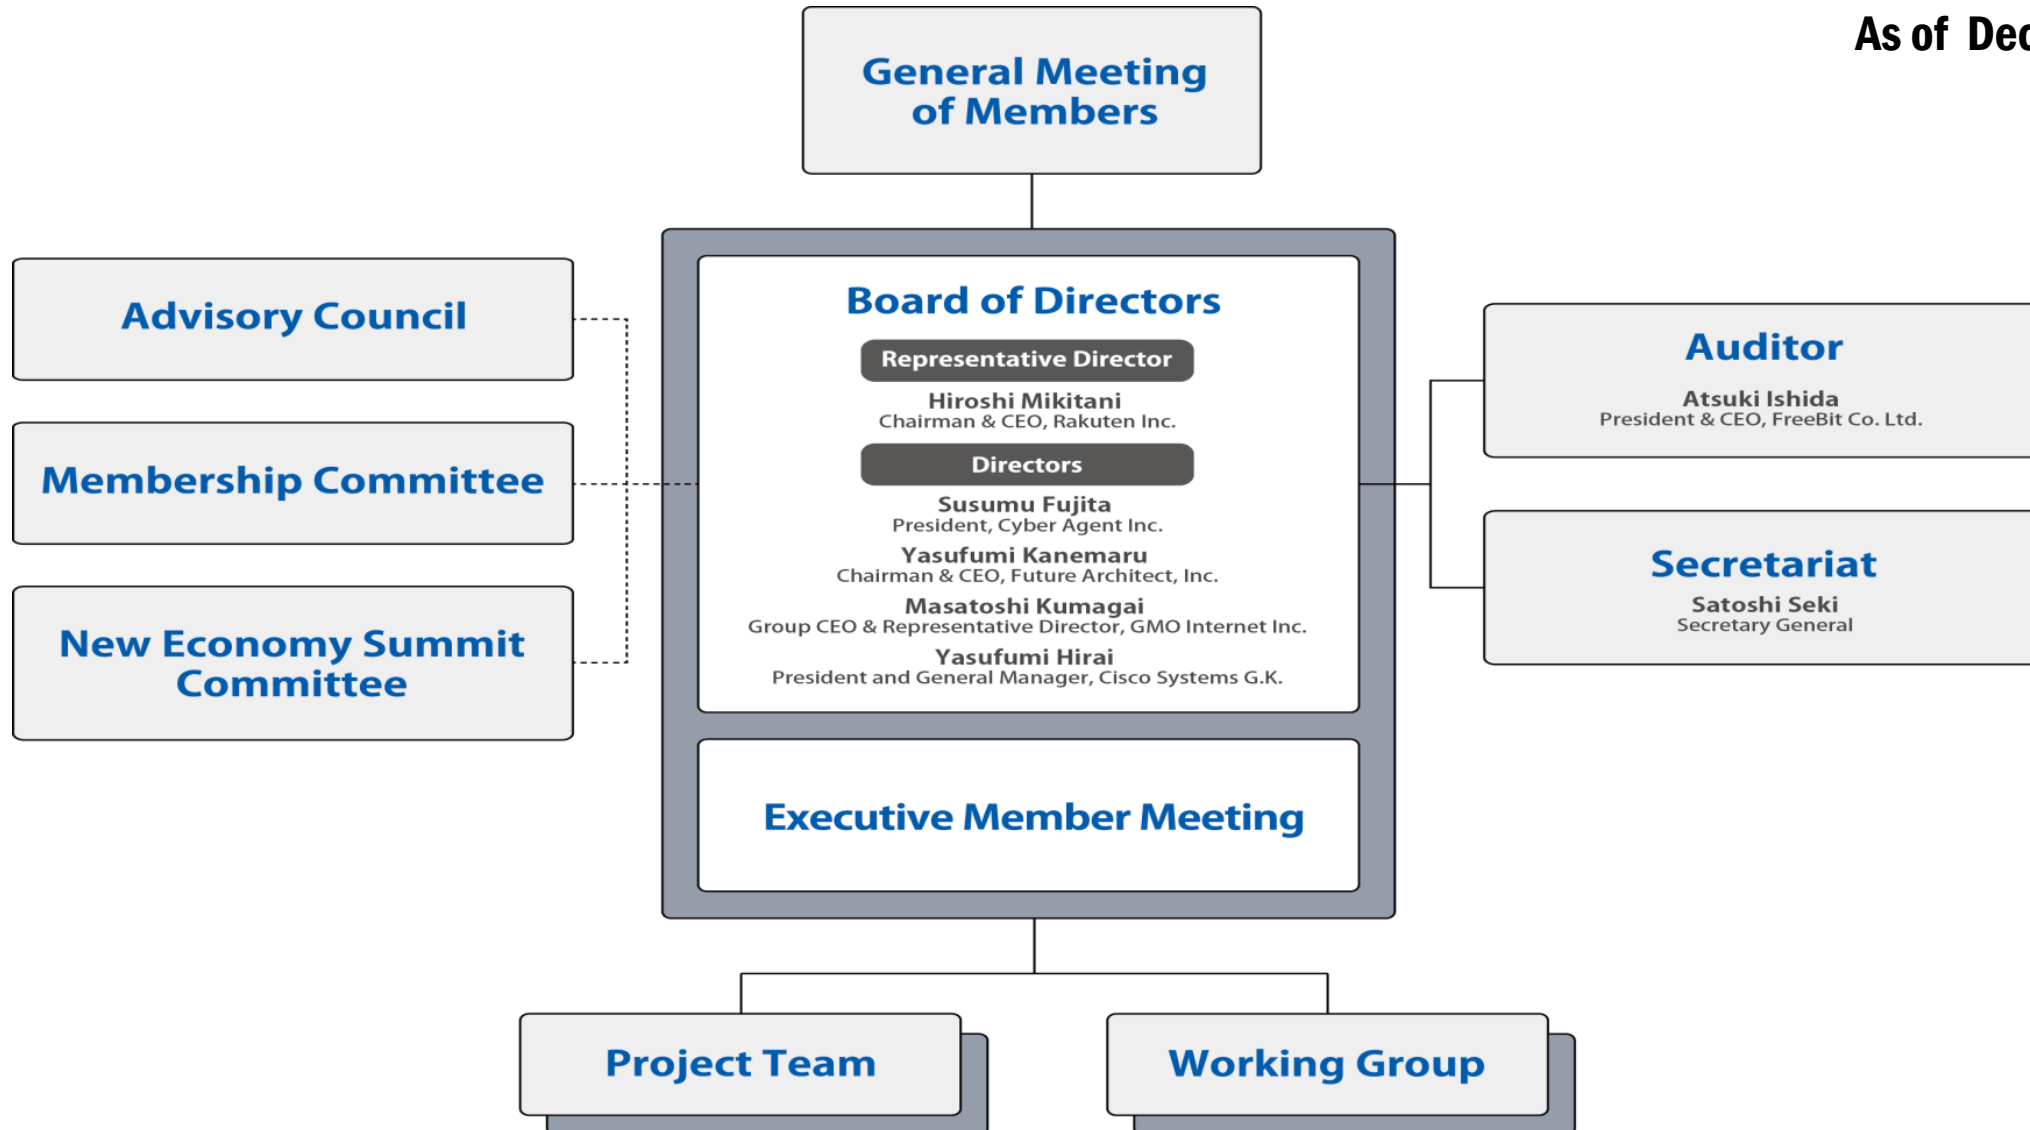 As of Dec
General Meeting
of Members
Advisory Council
Membership Committee
New Economy Summit
Committee
Board of Directors
Representative Director
Hiroshi Mikitani
Chairman & CEO, Rakuten Inc.
Directors
Susumu Fujita
President, Cyber Agent Inc.
Yasufumi Kanemaru
Chairman & CEO, Future Architect, Inc.
Masatoshi Kumagai
Group CEO & Representative Director, GMO Internet Inc.
Yasufumi Hirai
President and General Manager, Cisco Systems G.K.
Executive Member Meeting
Auditor
Atsuki Ishida
President & CEO, FreeBit Co. Ltd.
Secretariat
Satoshi Seki
Secretary General
Project Team
Working Group